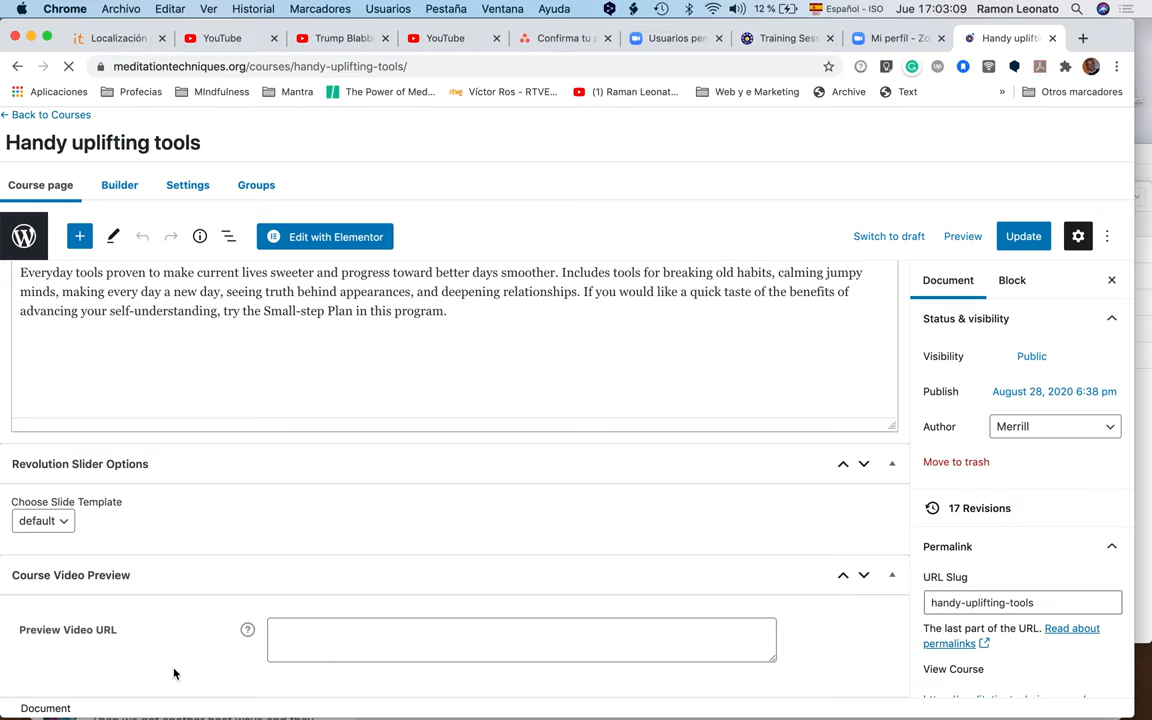 Chrome Archivo Editar Ver Historial Marcadores Usuarios Pestaña Ventana Ayuda 12 % Español - ISO Jue 17:03:09 Ramon Leonato
Localización YouTube Trump Blabbi YouTube Confirma tu p Usuarios pen Training Sess Mi perfil - Zo Handy uplifti
meditationtechniques.org/courses/handy-uplifting-tools/
Aplicaciones Profecias MIndfulness Mantra The Power of Med... Víctor Ros - RTVE... (1) Raman Leonat... Web y e Marketing Archive Text » Otros marcadores
← Back to Courses
Handy uplifting tools
Course page Builder Settings Groups
Edit with Elementor Switch to draft Preview Update
Everyday tools proven to make current lives sweeter and progress toward better days smoother. Includes tools for breaking old habits, calming jumpy
minds, making every day a new day, seeing truth behind appearances, and deepening relationships. If you would like a quick taste of the benefits of
advancing your self-understanding, try the Small-step Plan in this program.
Document Block
Status & visibility
Visibility Public
Publish August 28, 2020 6:38 pm
Author Merrill
Move to trash
Revolution Slider Options
Choose Slide Template
default
17 Revisions
Permalink
Course Video Preview
URL Slug
handy-uplifting-tools
Preview Video URL ?
The last part of the URL. Read about
permalinks
View Course
Document